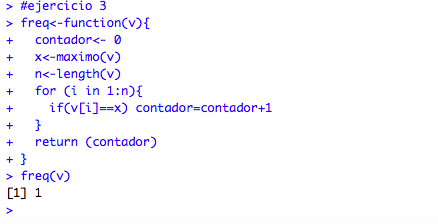 > #ejercicio 3
> freq<-function(v){
+   contador<- 0
+   x<-maximo(v)
+   n<-length(v)
+   for (i in 1:n){
+     if(v[i]==x) contador=contador+1
+   }
+   return (contador)
+ }
> freq(v)
[1] 1
>